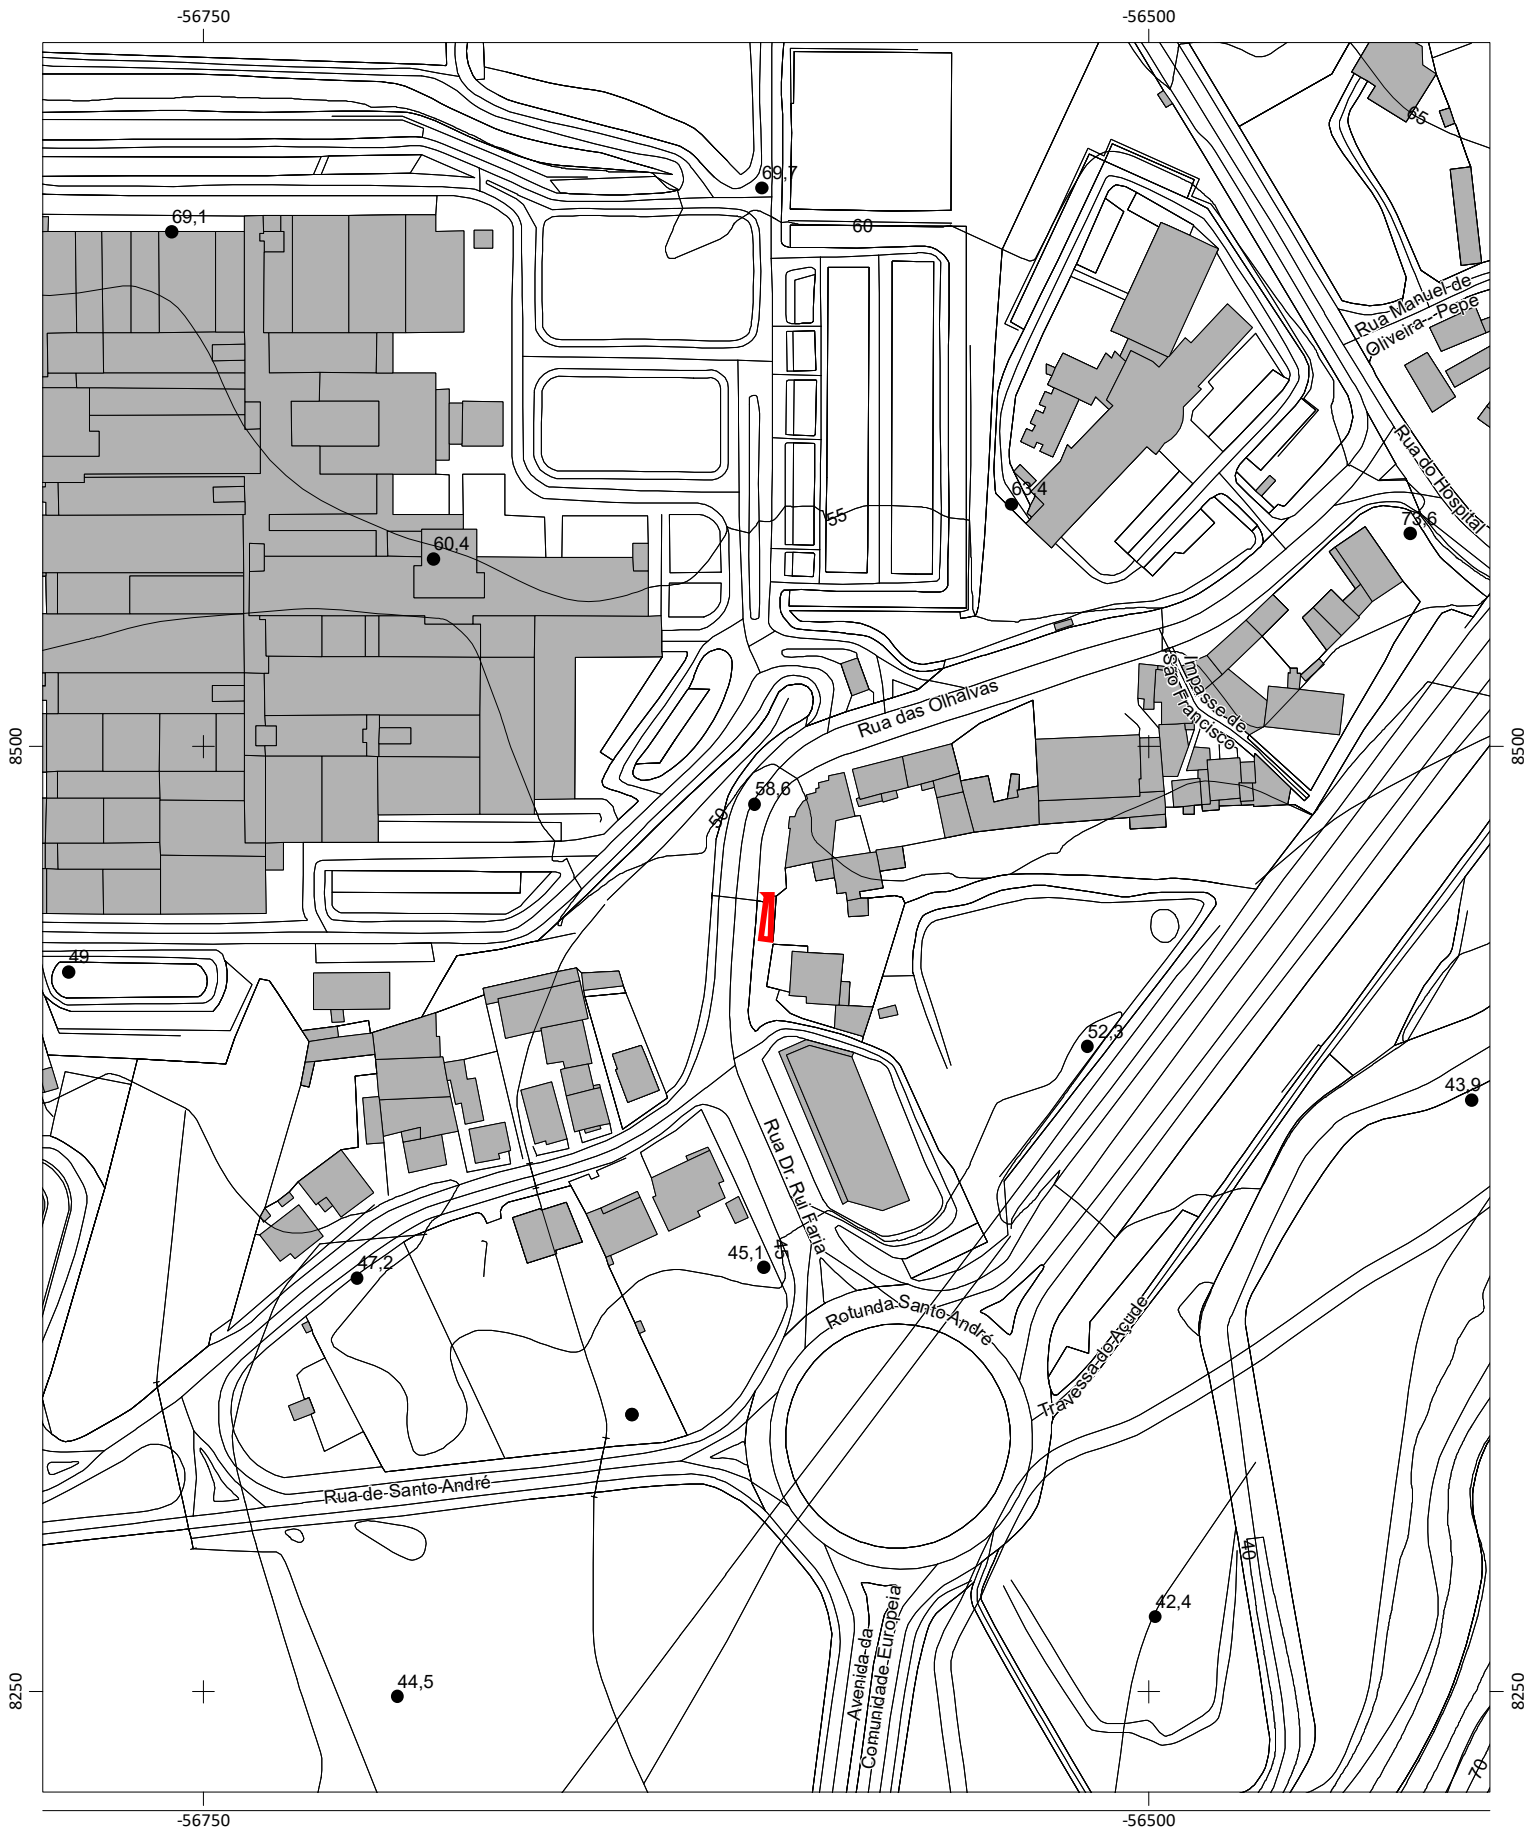 -56750
-56500
69,7
65
69,1
60
Rua Manuel de
Oliveira Pepe
Rua do Hospital
63,4
55
73,6
60,4
Impasse de
São Francisco
Rua das Olhalvas
8500
8500
58,6
50
49
52,3
43,9
Rua Dr. Rui Faria
45,1
45
47,2
Rotunda Santo André
Travessa do Açude
Rua de Santo André
40
42,4
Avenida da
Comunidade Europeia
44,5
8250
8250
70
-56750
-56500